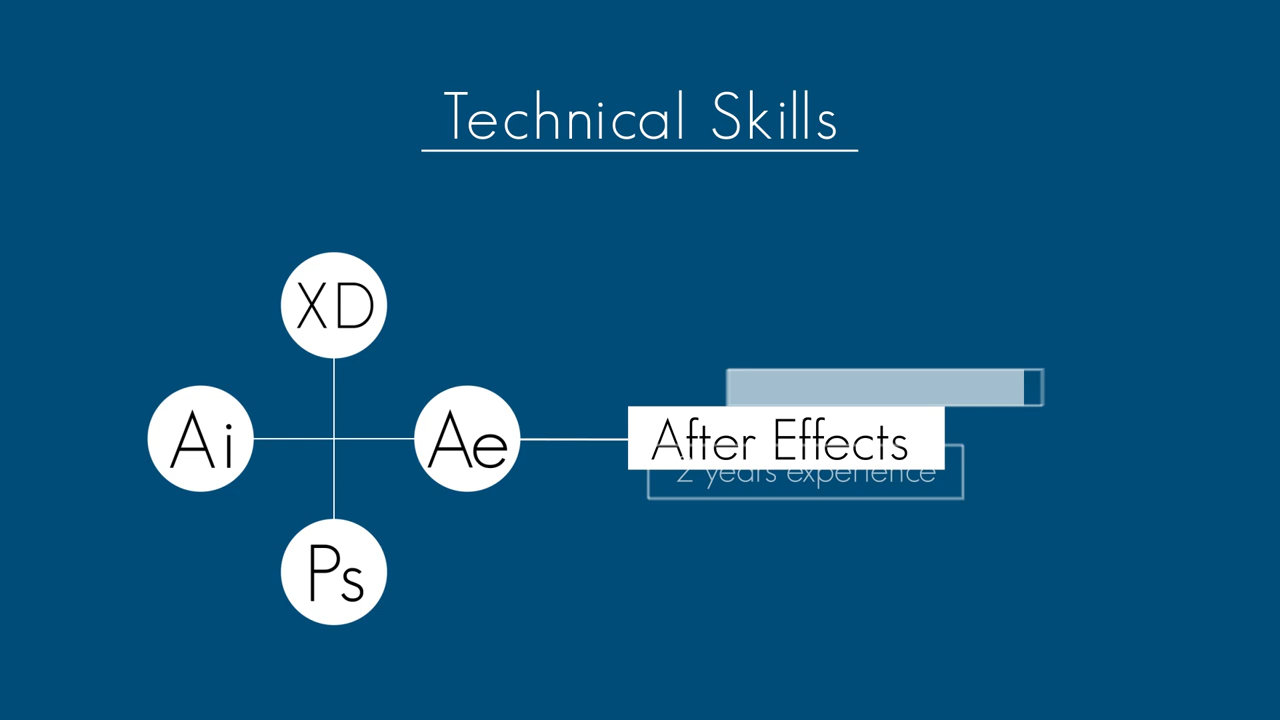 Technical Skills
XD
Ai
Ae
After Effects
2 years experience
Ps